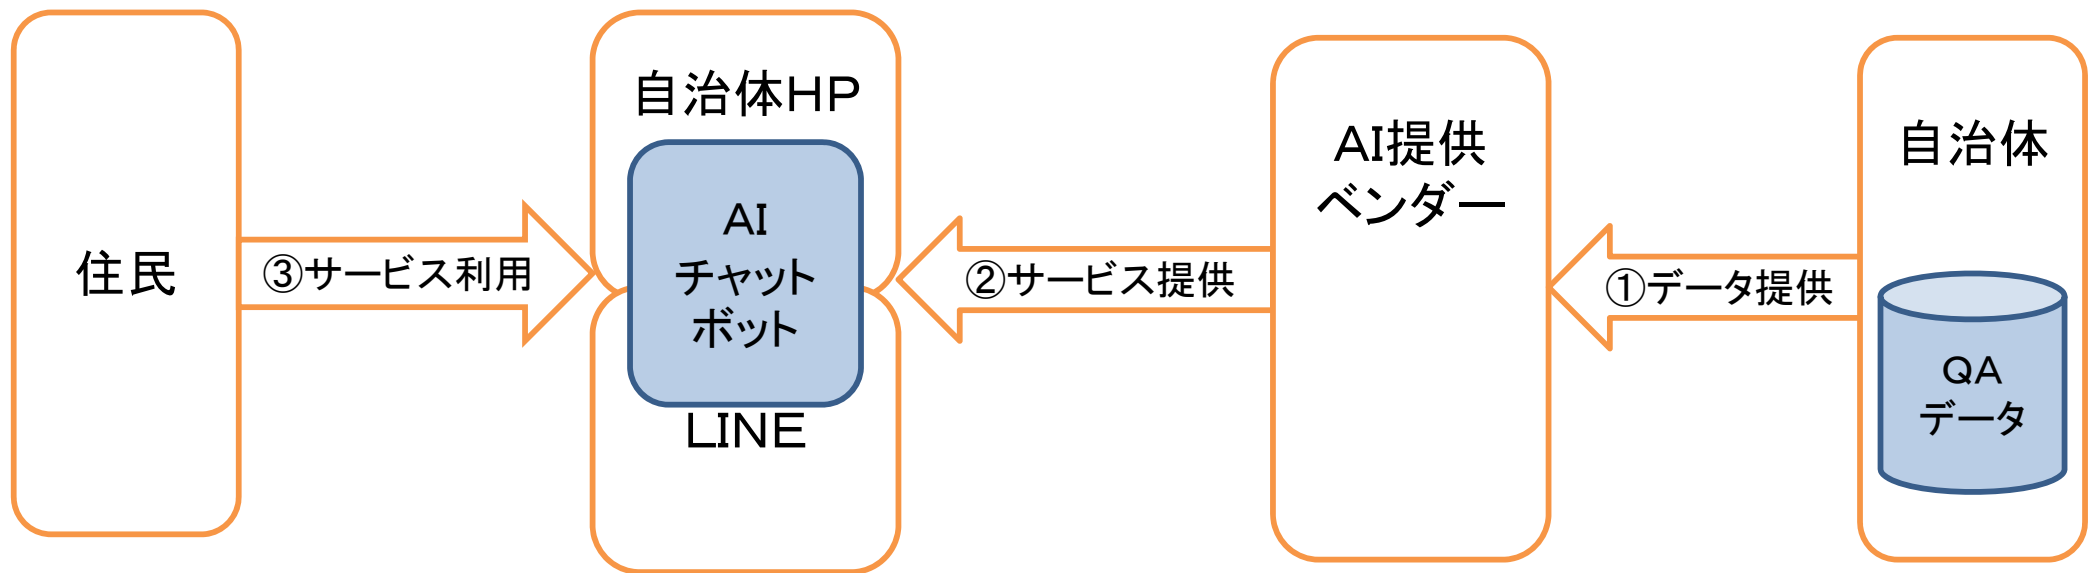 住民
③サービス利用
自治体HP
AI
チャット
ボット
LINE
②サービス提供
AI提供
ベンダー
①データ提供
自治体
QA
データ